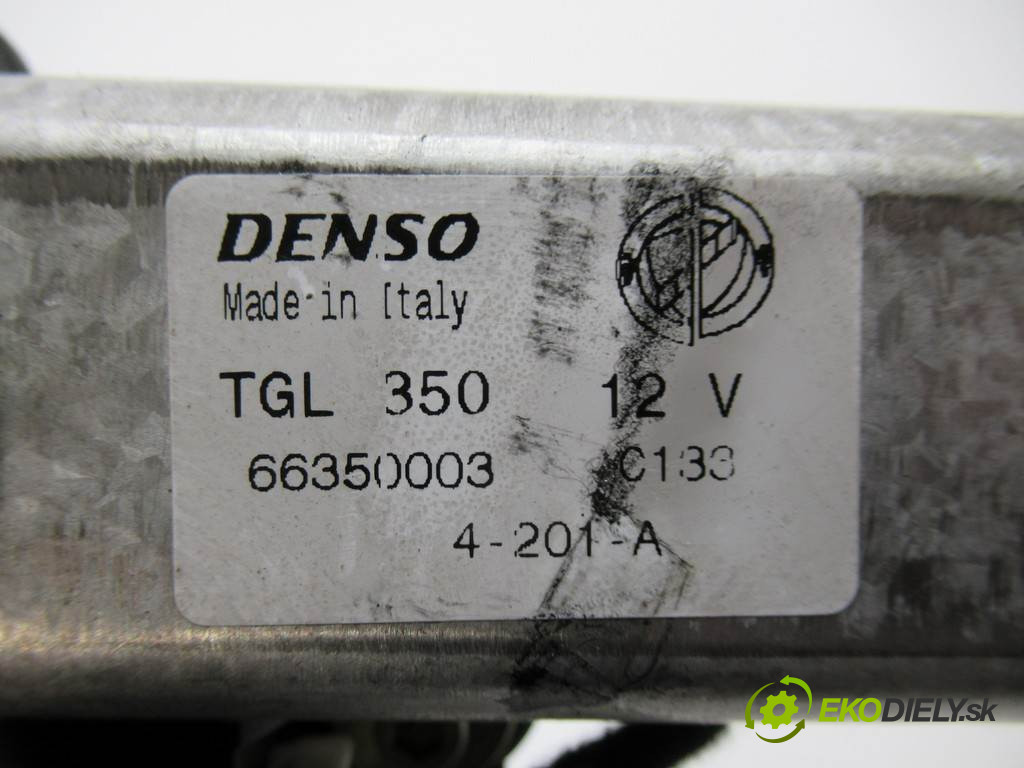 DENSO
Made in Italy
TGL 350 12 V
66350003 C133
4-201-A
EKODIELY.sk